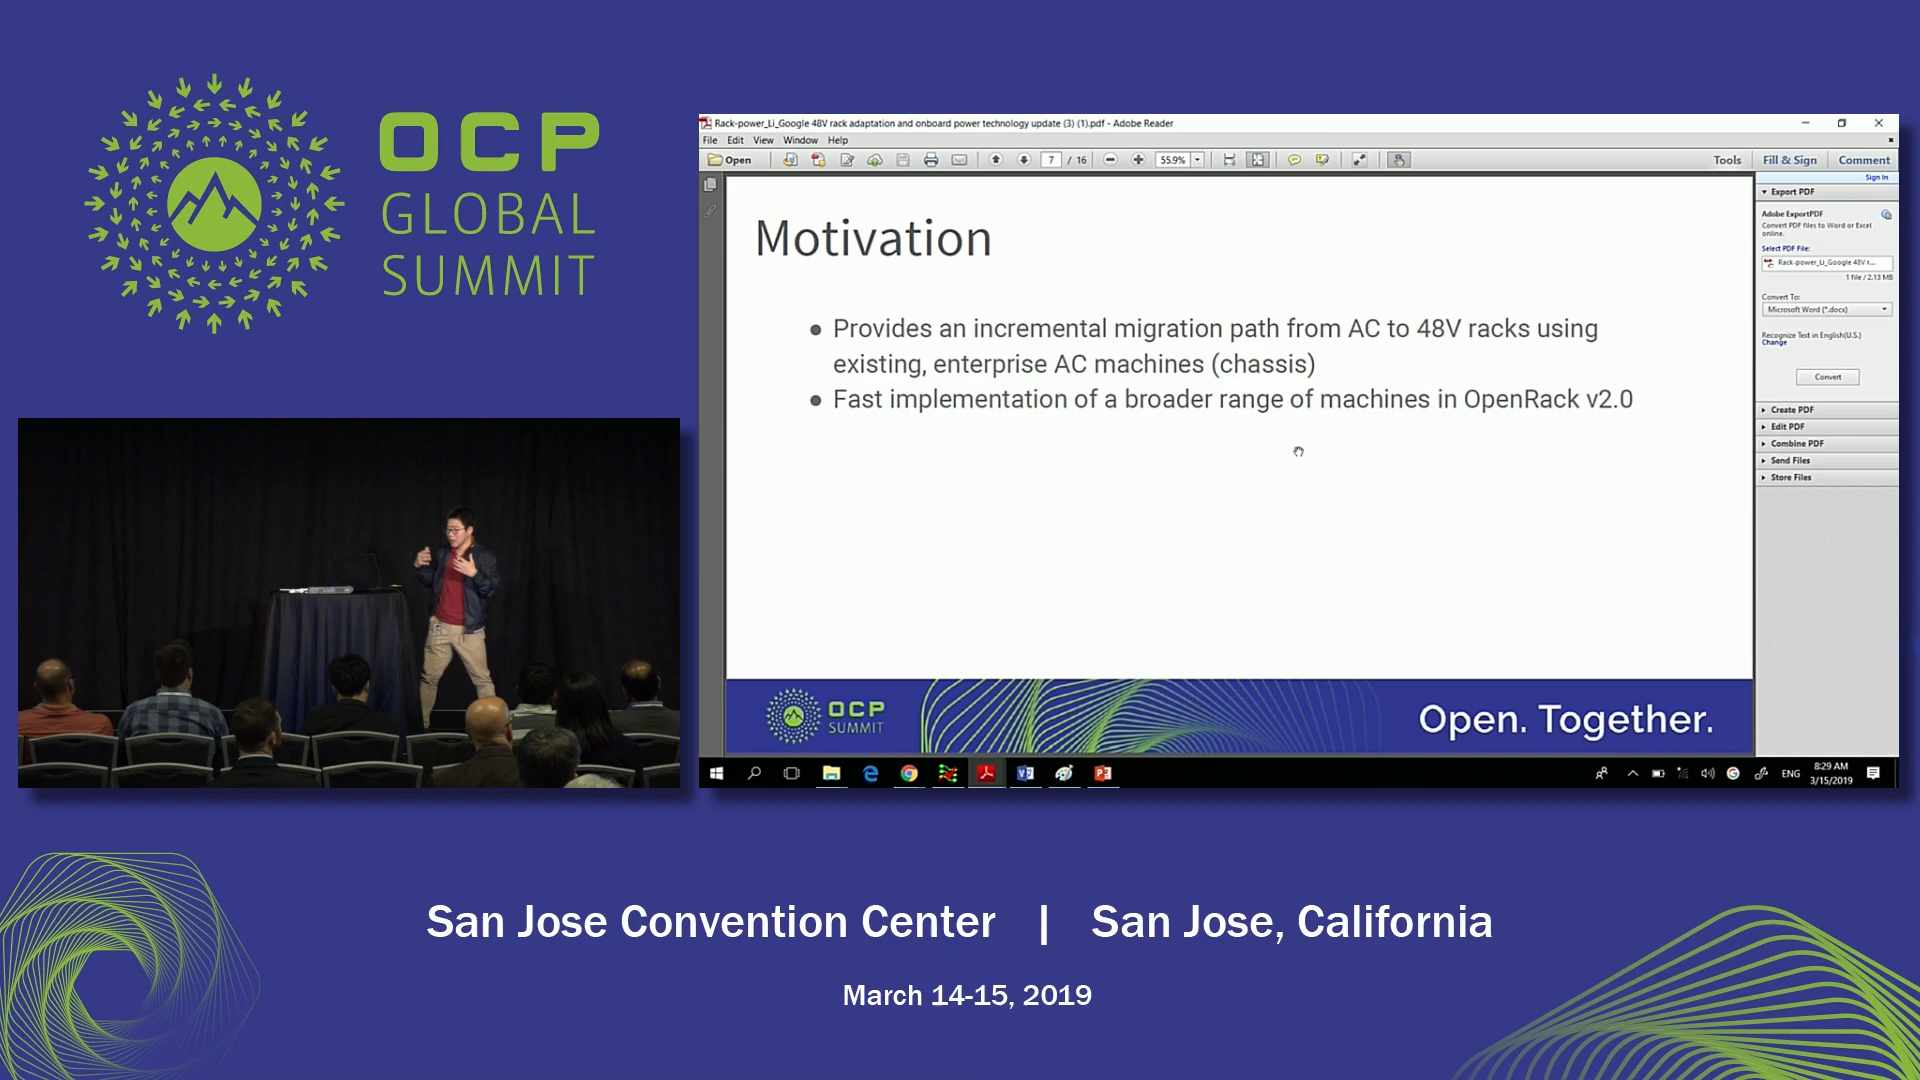 OCP
GLOBAL
SUMMIT
Rack-power_Li_Google 48V rack adaptation and onboard power technology update (3) (1).pdf - Adobe Reader
File Edit View Window Help
Open 7 / 16 55.9% Tools Fill & Sign Comment
Sign In
Export PDF
Adobe ExportPDF
Convert PDF files to Word or Excel
online.
Select PDF File:
Rack-power_Li_Google 48V r...
1 file / 2.13 MB
Convert To:
Microsoft Word (*.docx)
Recognize Text in English(U.S.)
Change
Convert
Create PDF
Edit PDF
Combine PDF
Send Files
Store Files
Motivation
● Provides an incremental migration path from AC to 48V racks using
existing, enterprise AC machines (chassis)
● Fast implementation of a broader range of machines in OpenRack v2.0
OCP
SUMMIT
Open. Together.
ENG
8:29 AM
3/15/2019
San Jose Convention Center | San Jose, California
March 14-15, 2019